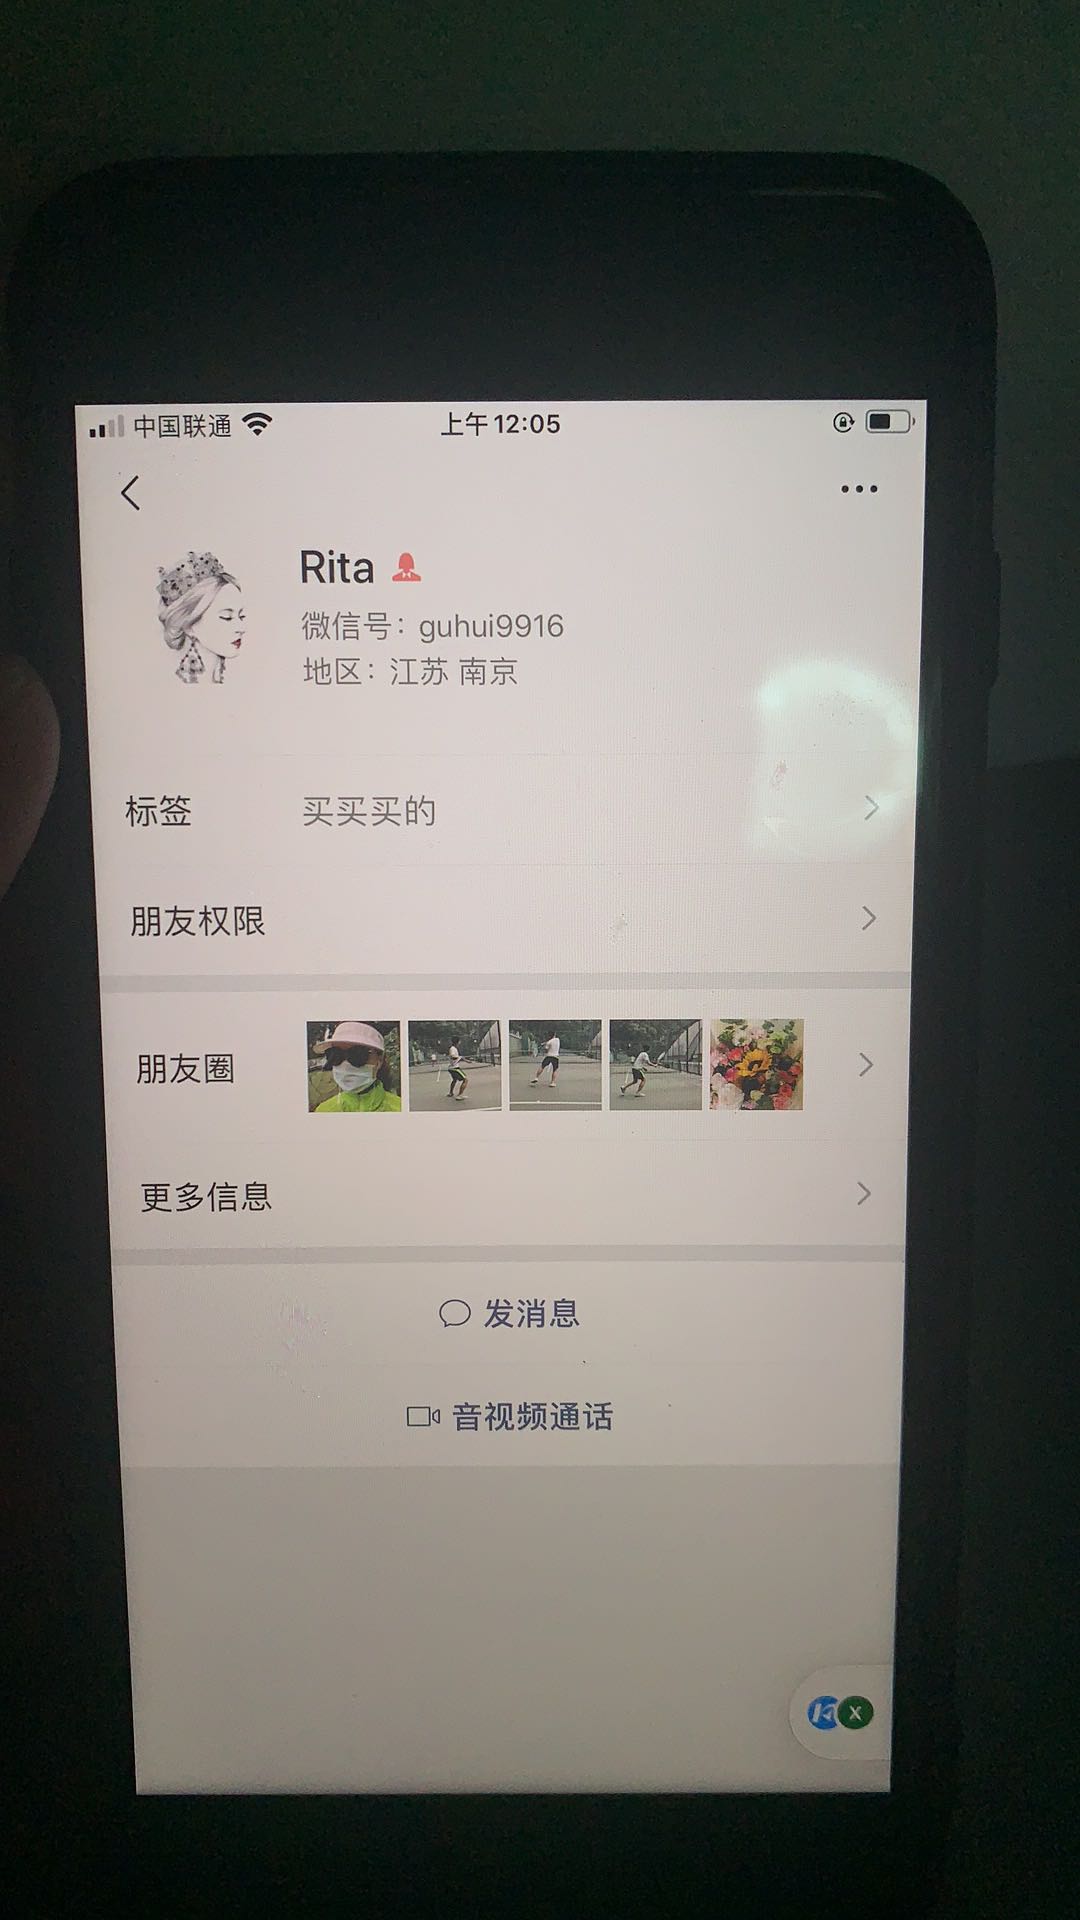 中国联通
上午12:05
Rita
微信号：guhui9916
地区：江苏 南京
标签 买买买的
朋友权限
朋友圈
更多信息
发消息
音视频通话
X